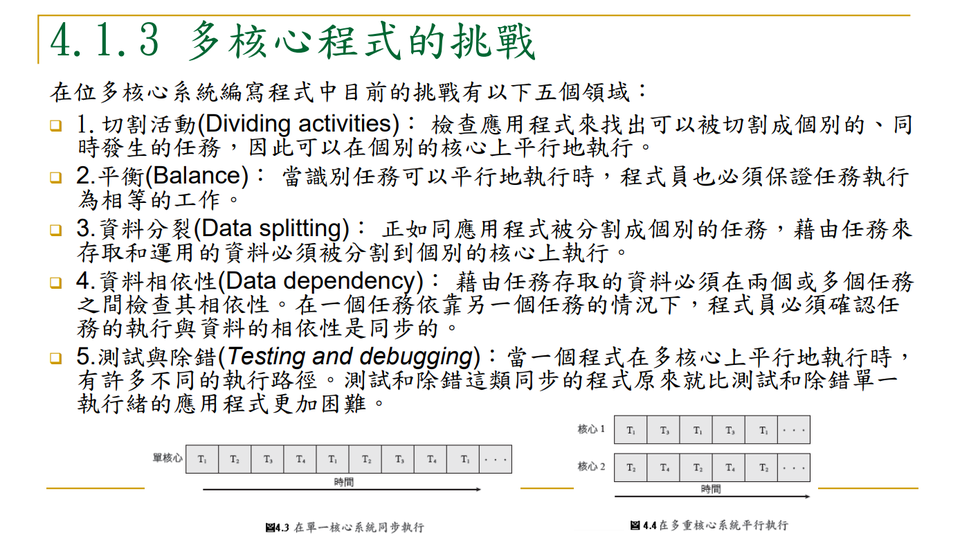 4.1.3 多核心程式的挑戰
在位多核心系統編寫程式中目前的挑戰有以下五個領域：
1.切割活動(Dividing activities)： 檢查應用程式來找出可以被切割成個別的、同
時發生的任務，因此可以在個別的核心上平行地執行。
2.平衡(Balance)： 當識別任務可以平行地執行時，程式員也必須保證任務執行
為相等的工作。
3.資料分裂(Data splitting)： 正如同應用程式被分割成個別的任務，藉由任務來
存取和運用的資料必須被分割到個別的核心上執行。
4.資料相依性(Data dependency)： 藉由任務存取的資料必須在兩個或多個任務
之間檢查其相依性。在一個任務依靠另一個任務的情況下，程式員必須確認任
務的執行與資料的相依性是同步的。
5.測試與除錯(Testing and debugging)：當一個程式在多核心上平行地執行時，
有許多不同的執行路徑。測試和除錯這類同步的程式原來就比測試和除錯單一
執行緒的應用程式更加困難。
單核心 T₁ T₂ T₃ T₄ T₁ T₂ T₃ T₄ T₁ ...
時間
圖4.3 在單一核心系統同步執行
核心 1 T₁ T₃ T₁ T₃ T₁ ...
核心 2 T₂ T₄ T₂ T₄ T₂ ...
時間
圖 4.4在多重核心系統平行執行